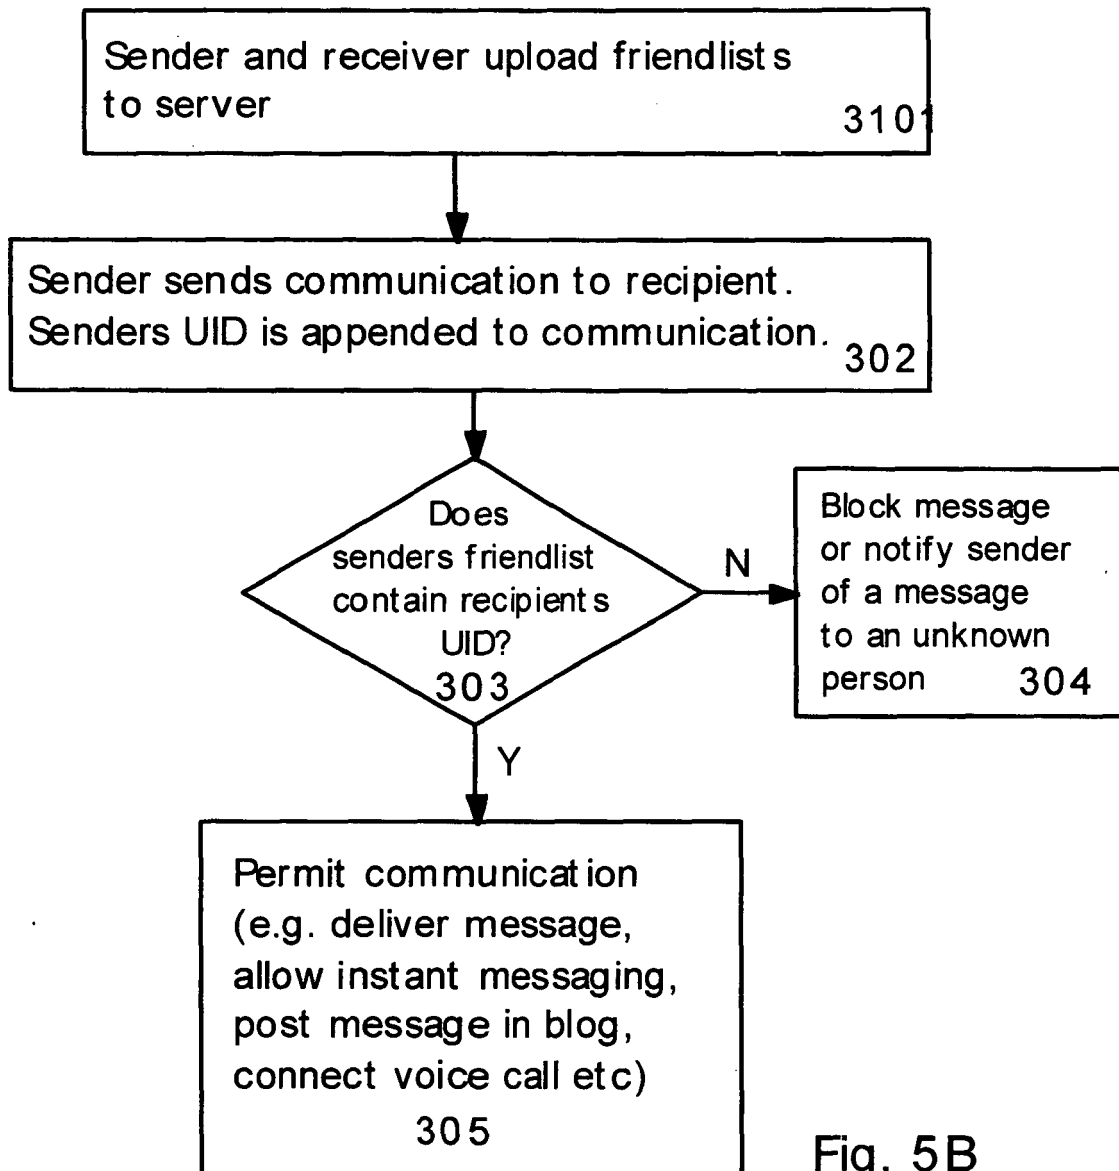 Sender and receiver upload friendlists
to server
3101
Sender sends communication to recipient.
Senders UID is appended to communication.
302
Does
senders friendlist
contain recipients
UID?
303
N
Block message
or notify sender
of a message
to an unknown
person 304
Y
Permit communication
(e.g. deliver message,
allow instant messaging,
post message in blog,
connect voice call etc)
305
Fig. 5B